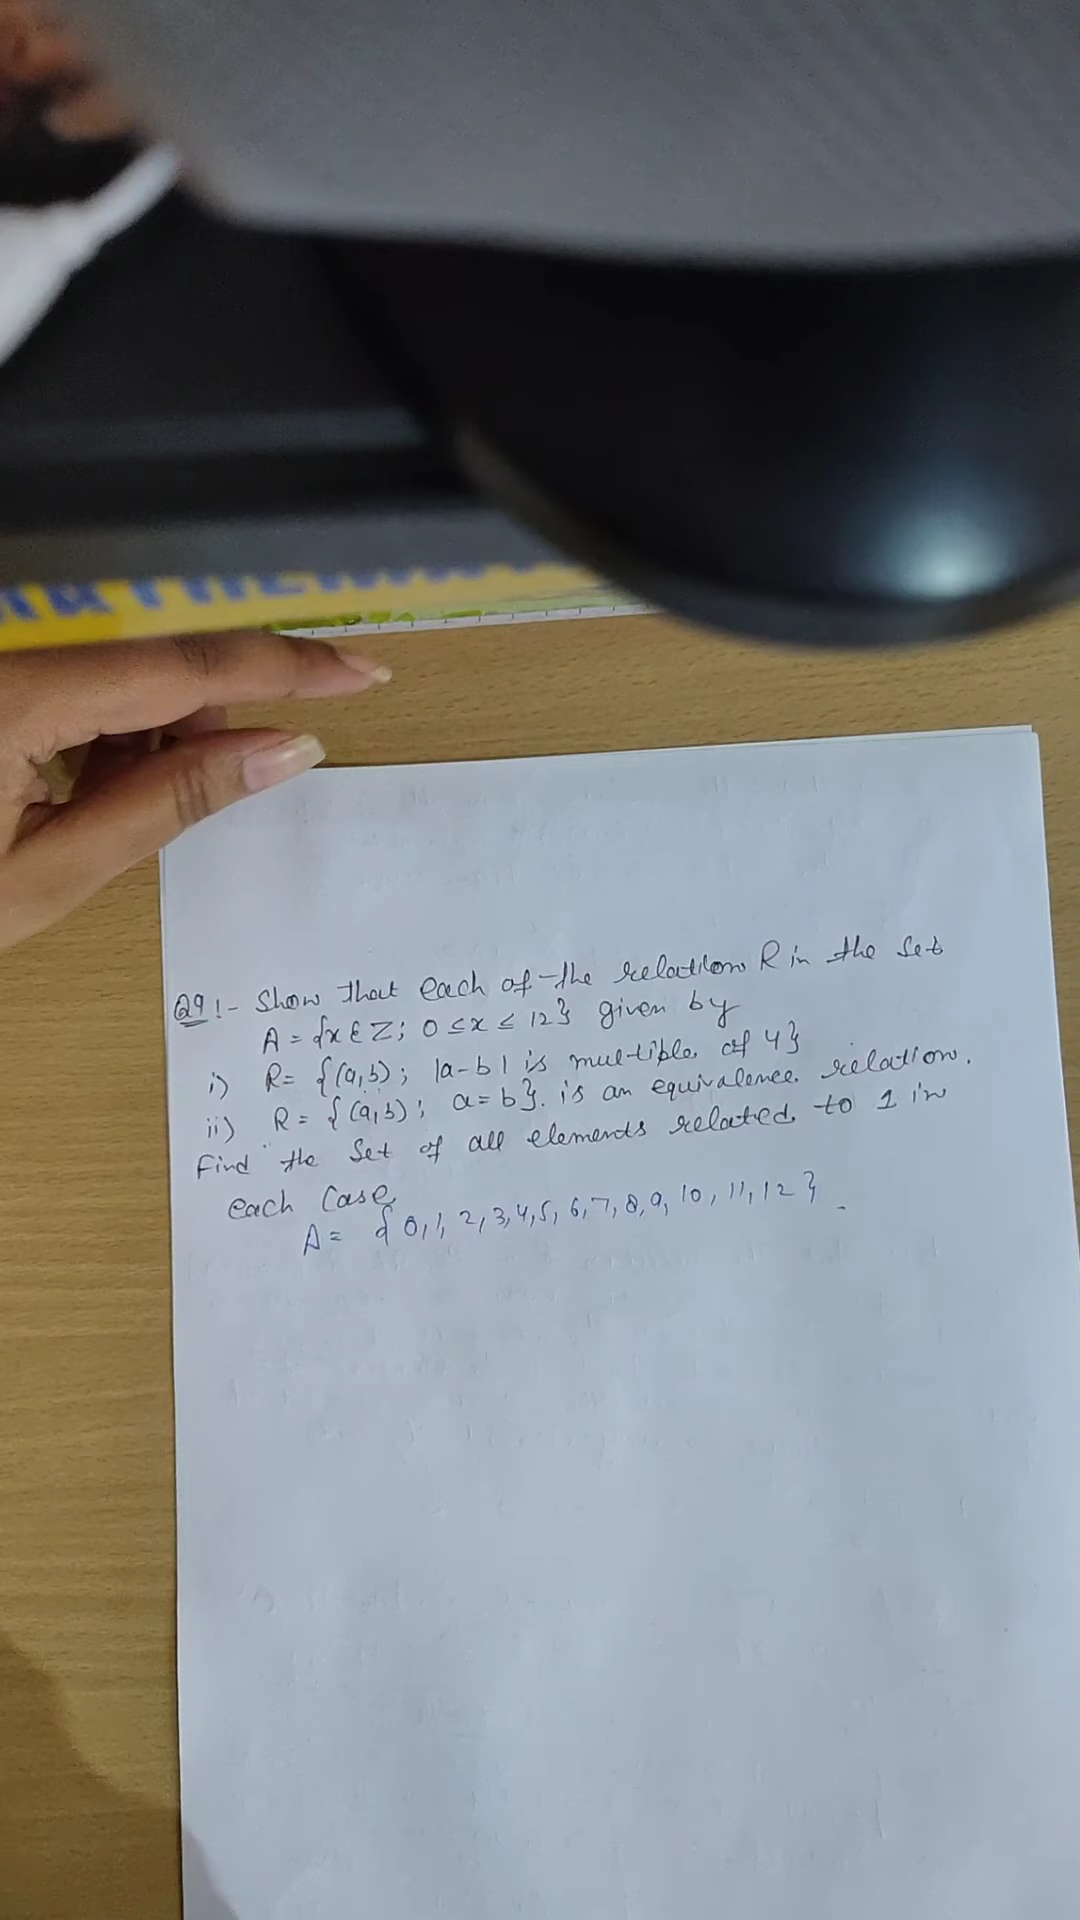 Q9:- Show that each of the relation R in the set
A = {x ∈ Z; 0 ≤ x ≤ 12} given by
i) R= {(a,b); |a-b| is multiple of 4}
ii) R = {(a,b); a=b}. is an equivalence relation.
Find the set of all elements related to 1 in
each case
A = {0,1, 2,3,4,5, 6,7,8,9, 10, 11,12}.